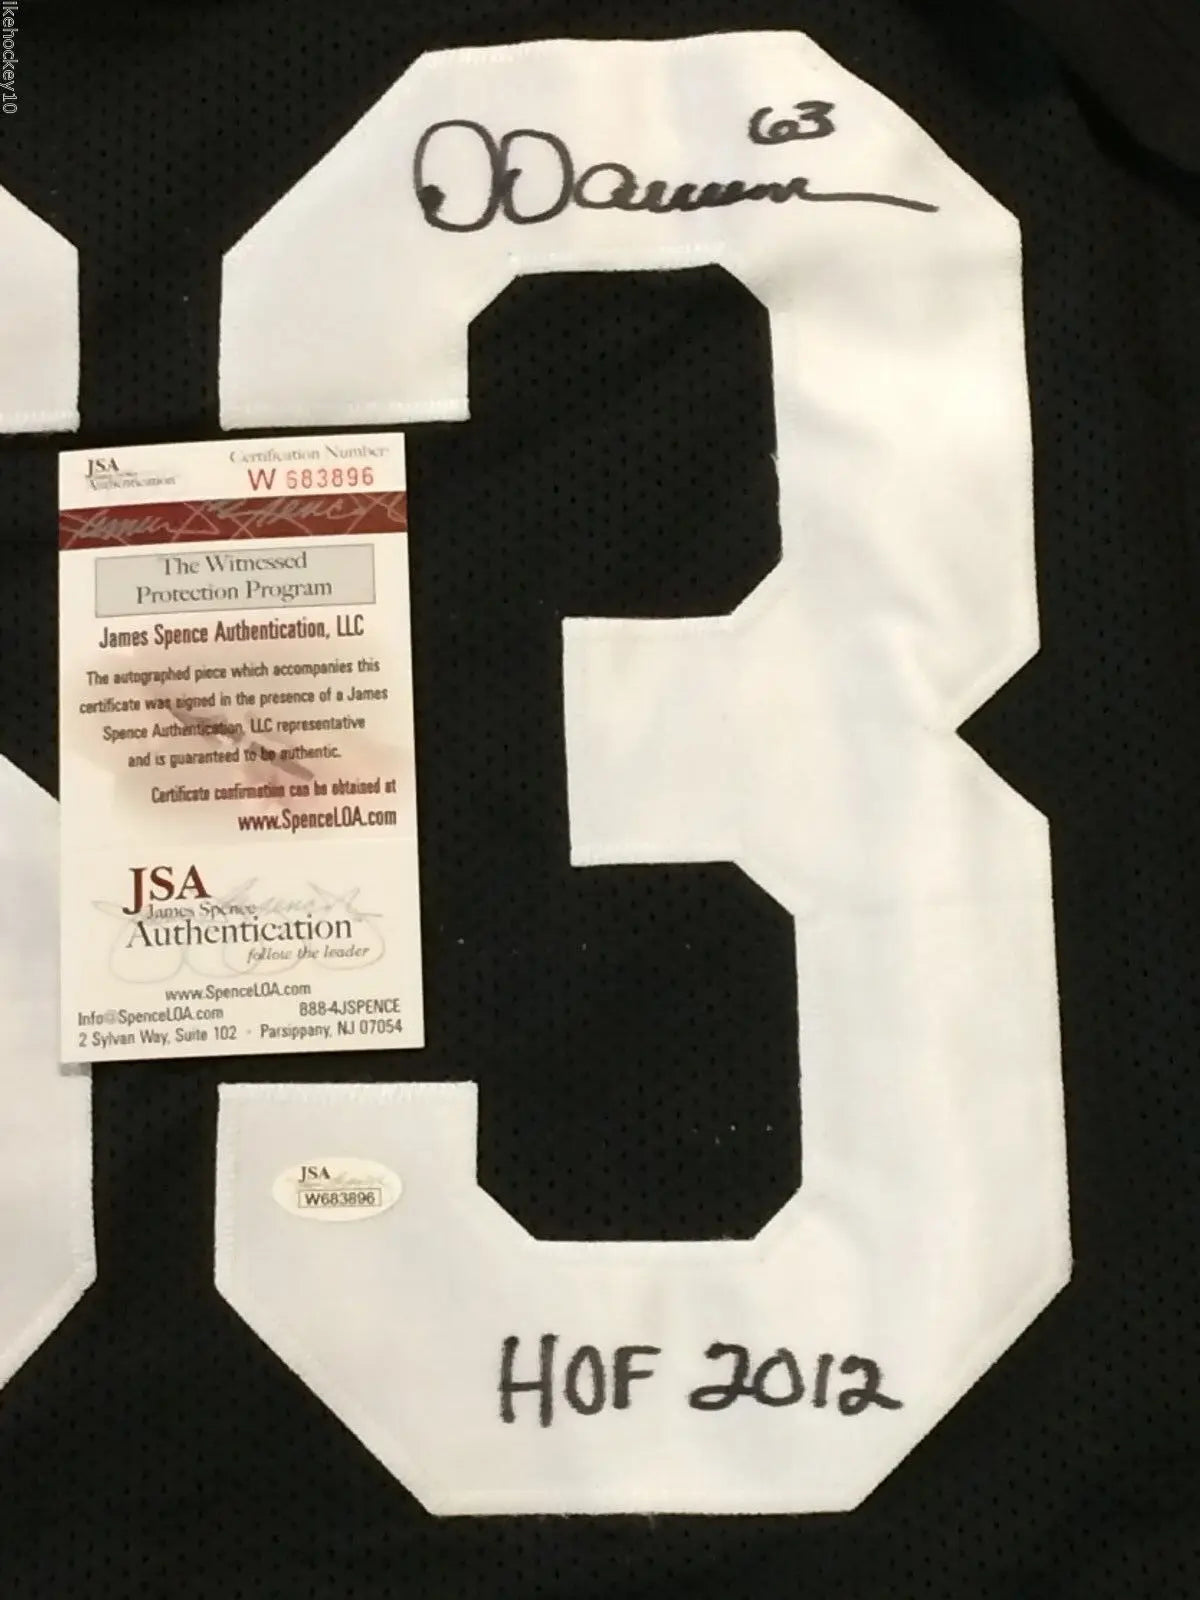 ikehockey10
63
DDawson
3
JSA
Authentication
Certification Number
W 683896
The Witnessed
Protection Program
James Spence Authentication, LLC
The autographed piece which accompanies this
certificate was signed in the presence of a James
Spence Authentication, LLC representative
and is guaranteed to be authentic.
Certificate confirmation can be obtained at
www.SpenceLOA.com
JSA
James Spence
Authentication
follow the leader
www.SpenceLOA.com
Info@SpenceLOA.com 888-4JSPENCE
2 Sylvan Way, Suite 102 • Parsippany, NJ 07054
JSA
W683896
HOF 2012